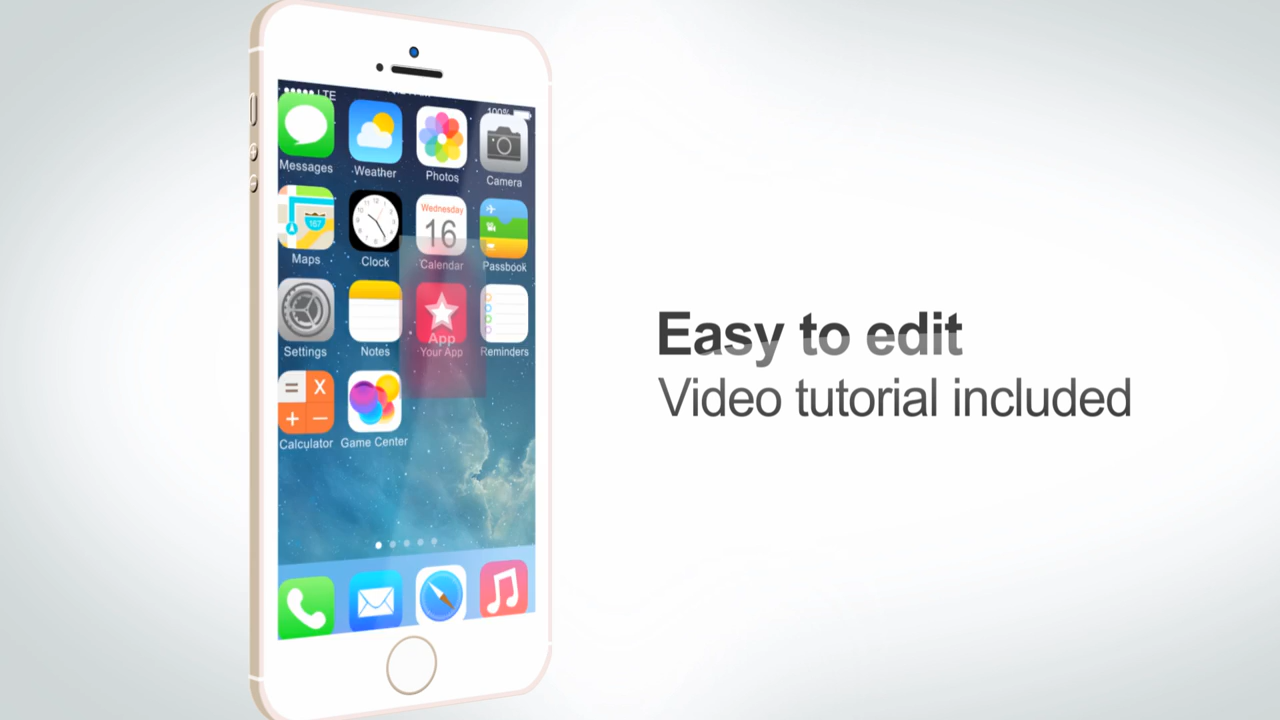 LTE
100%
Messages
Weather
Photos
Camera
167
Wednesday
16
Maps
Clock
Calendar
Passbook
App
Settings
Notes
Your App
Reminders
Calculator
Game Center
Easy to edit
Video tutorial included